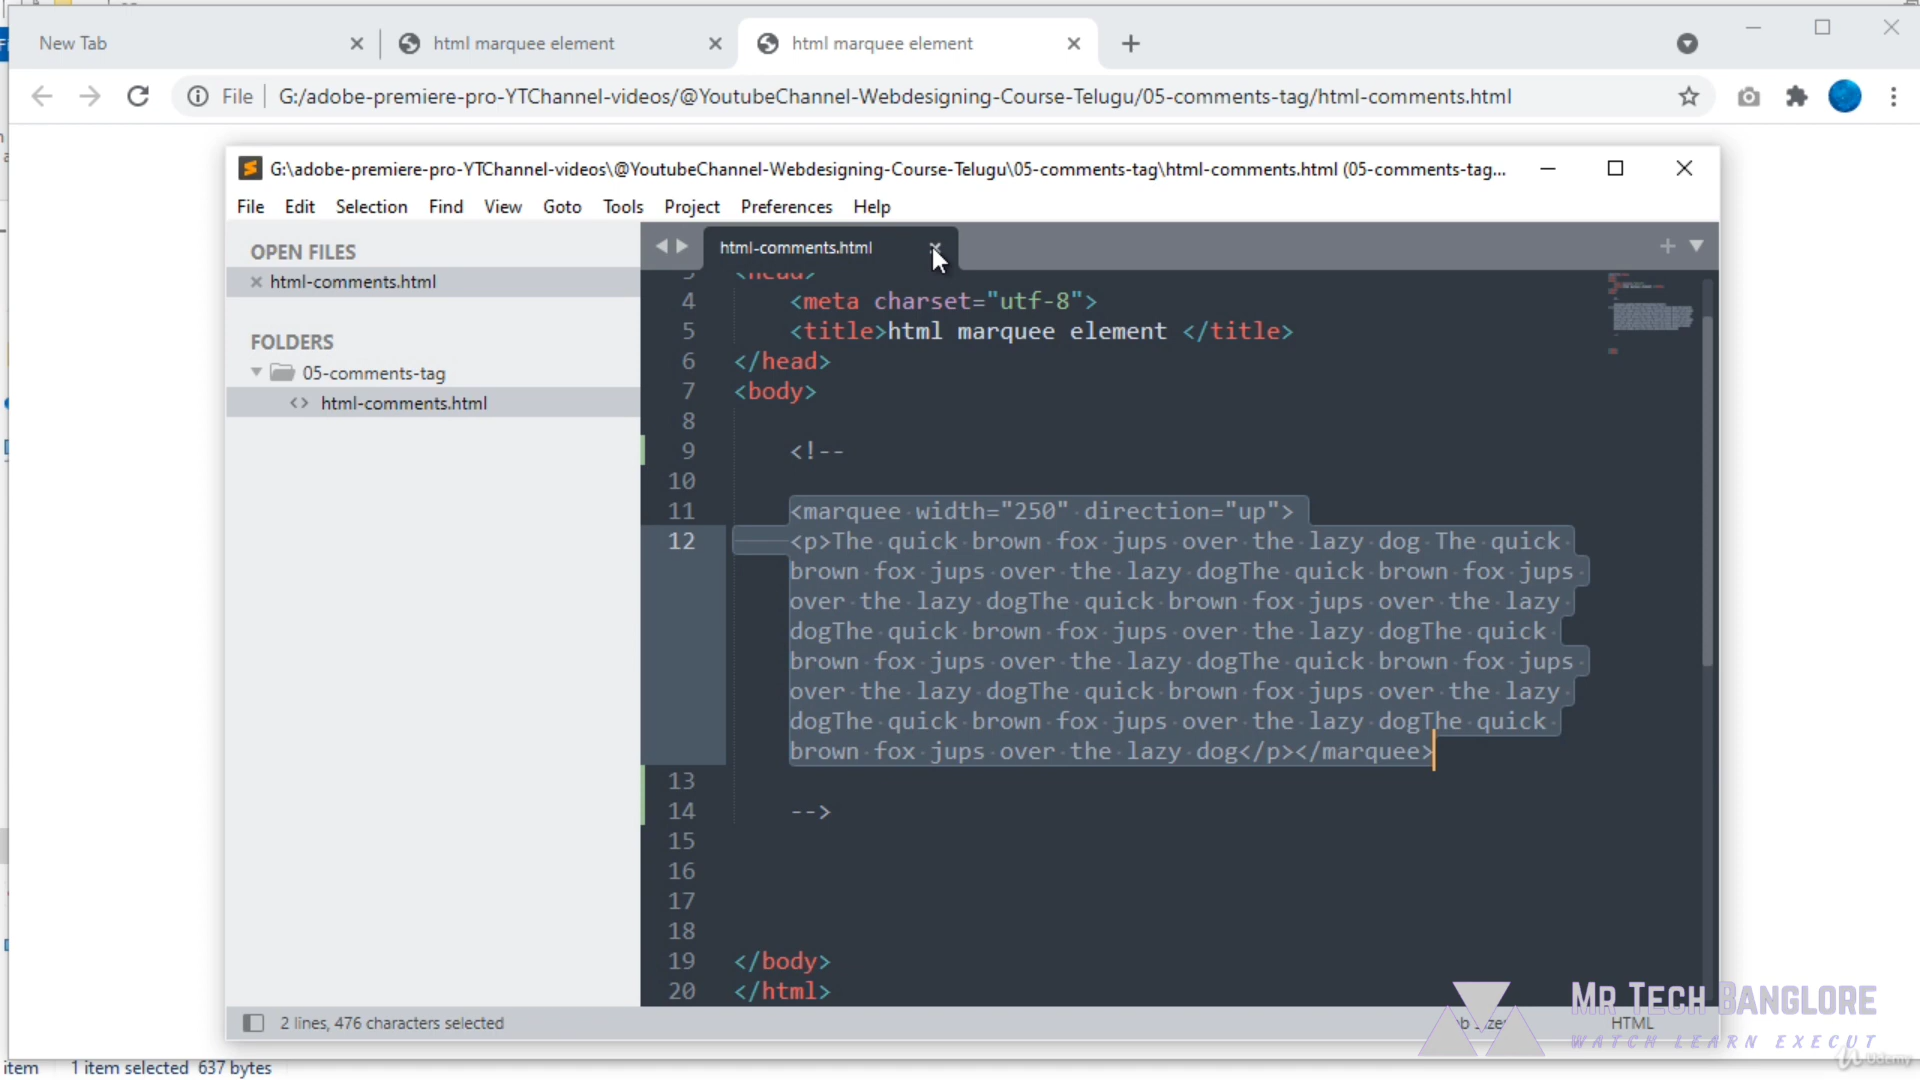 New Tab
html marquee element
html marquee element
File
G:/adobe-premiere-pro-YTChannel-videos/@YoutubeChannel-Webdesigning-Course-Telugu/05-comments-tag/html-comments.html
G:\adobe-premiere-pro-YTChannel-videos\@YoutubeChannel-Webdesigning-Course-Telugu\05-comments-tag\html-comments.html (05-comments-tag...
File Edit Selection Find View Goto Tools Project Preferences Help
OPEN FILES
html-comments.html
FOLDERS
05-comments-tag
html-comments.html
html-comments.html
<head>
4 <meta charset="utf-8">
5 <title>html marquee element </title>
6 </head>
7 <body>
8
9 <!--
10
11 <marquee width="250" direction="up">
12 <p>The quick brown fox jups over the lazy dog The quick
brown fox jups over the lazy dogThe quick brown fox jups
over the lazy dogThe quick brown fox jups over the lazy
dogThe quick brown fox jups over the lazy dogThe quick
brown fox jups over the lazy dogThe quick brown fox jups
over the lazy dogThe quick brown fox jups over the lazy
dogThe quick brown fox jups over the lazy dogThe quick
brown fox jups over the lazy dog</p></marquee>
13
14 -->
15
16
17
18
19 </body>
20 </html>
2 lines, 476 characters selected
HTML
MR TECH BANGLORE
WATCH LEARN EXECUT
Udemy
item 1 item selected 637 bytes